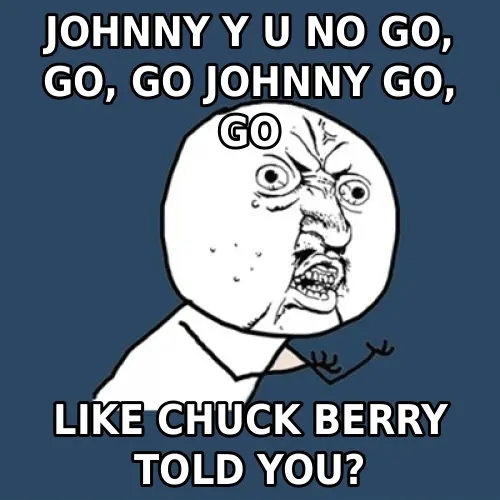 JOHNNY Y U NO GO,
GO, GO JOHNNY GO,
GO
LIKE CHUCK BERRY
TOLD YOU?